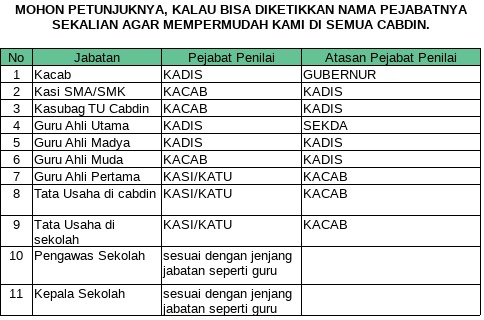 MOHON PETUNJUKNYA, KALAU BISA DIKETIKKAN NAMA PEJABATNYA
SEKALIAN AGAR MEMPERMUDAH KAMI DI SEMUA CABDIN.
No Jabatan Pejabat Penilai Atasan Pejabat Penilai
1 Kacab KADIS GUBERNUR
2 Kasi SMA/SMK KACAB KADIS
3 Kasubag TU Cabdin KACAB KADIS
4 Guru Ahli Utama KADIS SEKDA
5 Guru Ahli Madya KADIS KADIS
6 Guru Ahli Muda KACAB KADIS
7 Guru Ahli Pertama KASI/KATU KACAB
8 Tata Usaha di cabdin KASI/KATU KACAB
9 Tata Usaha di KASI/KATU KACAB
sekolah
10 Pengawas Sekolah sesuai dengan jenjang
jabatan seperti guru
11 Kepala Sekolah sesuai dengan jenjang
jabatan seperti guru